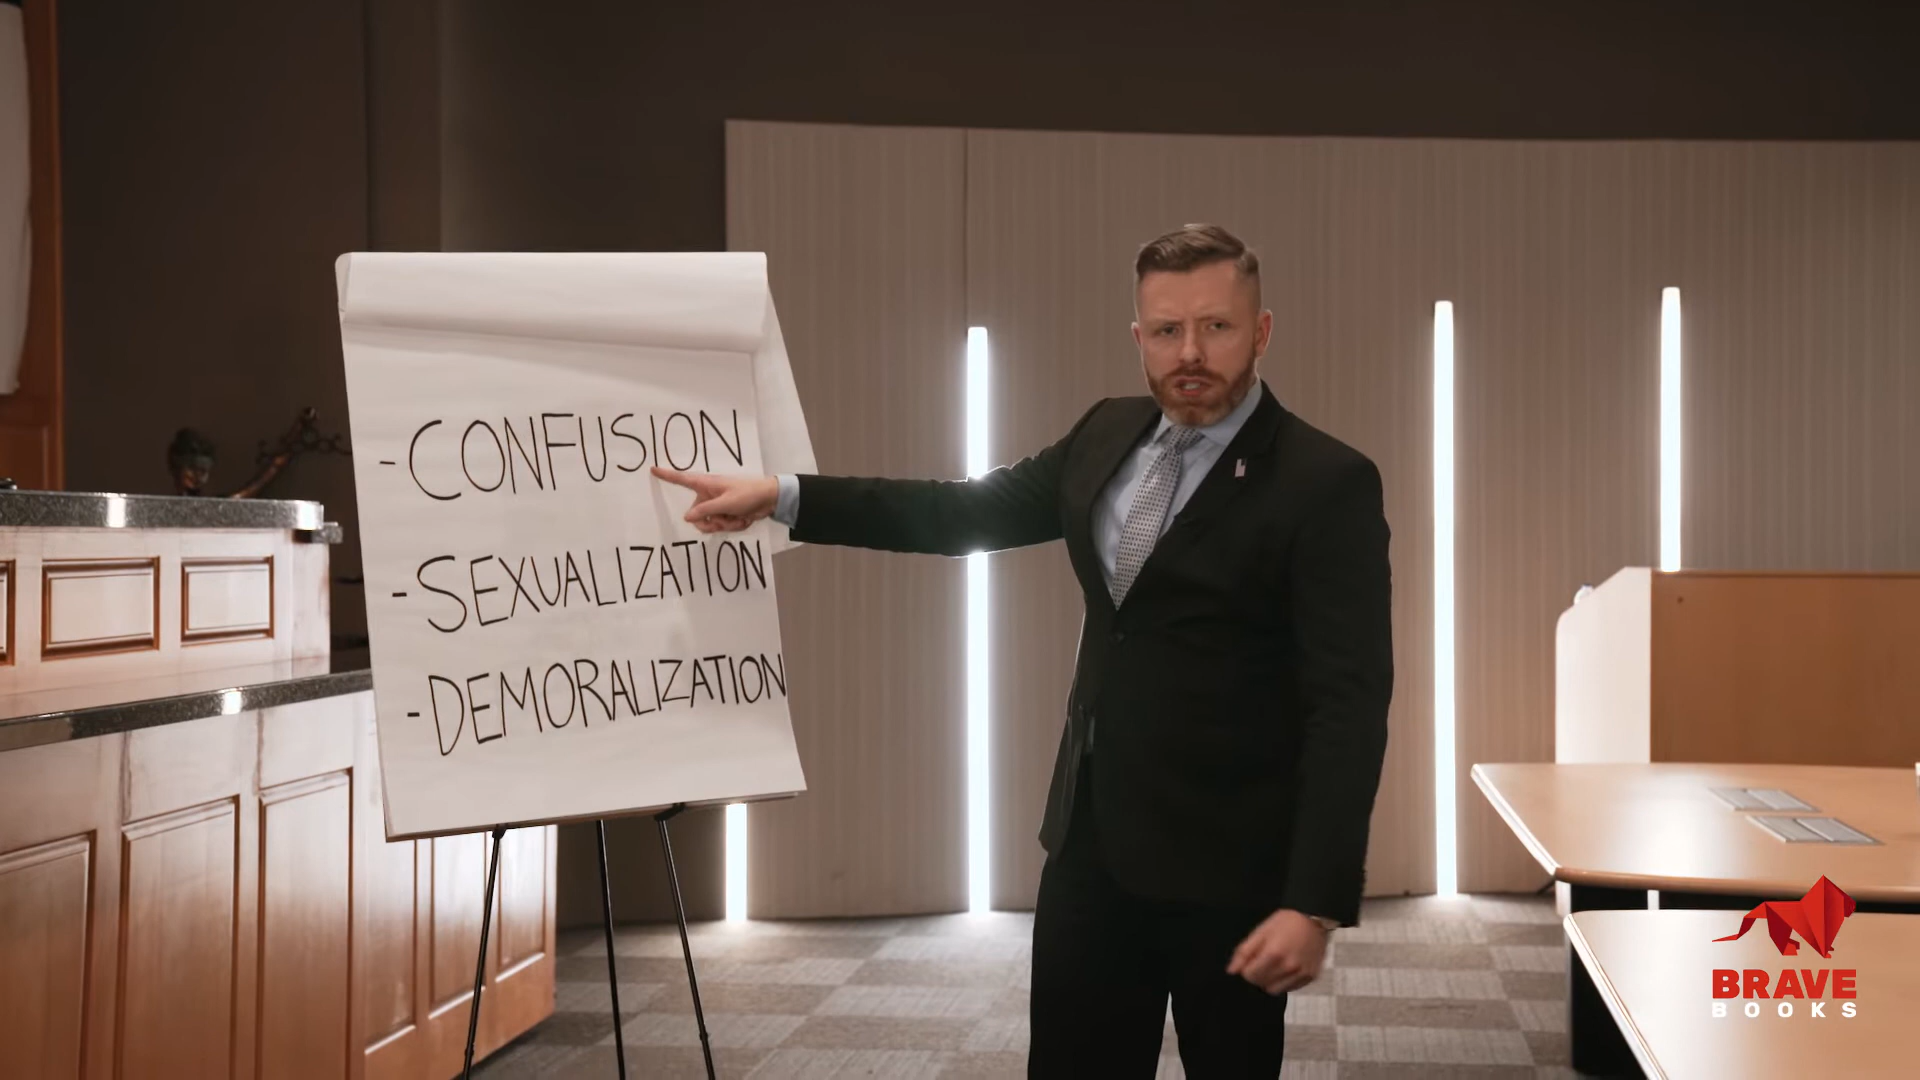 -CONFUSION
-SEXUALIZATION
-DEMORALIZATION
BRAVE
BOOKS